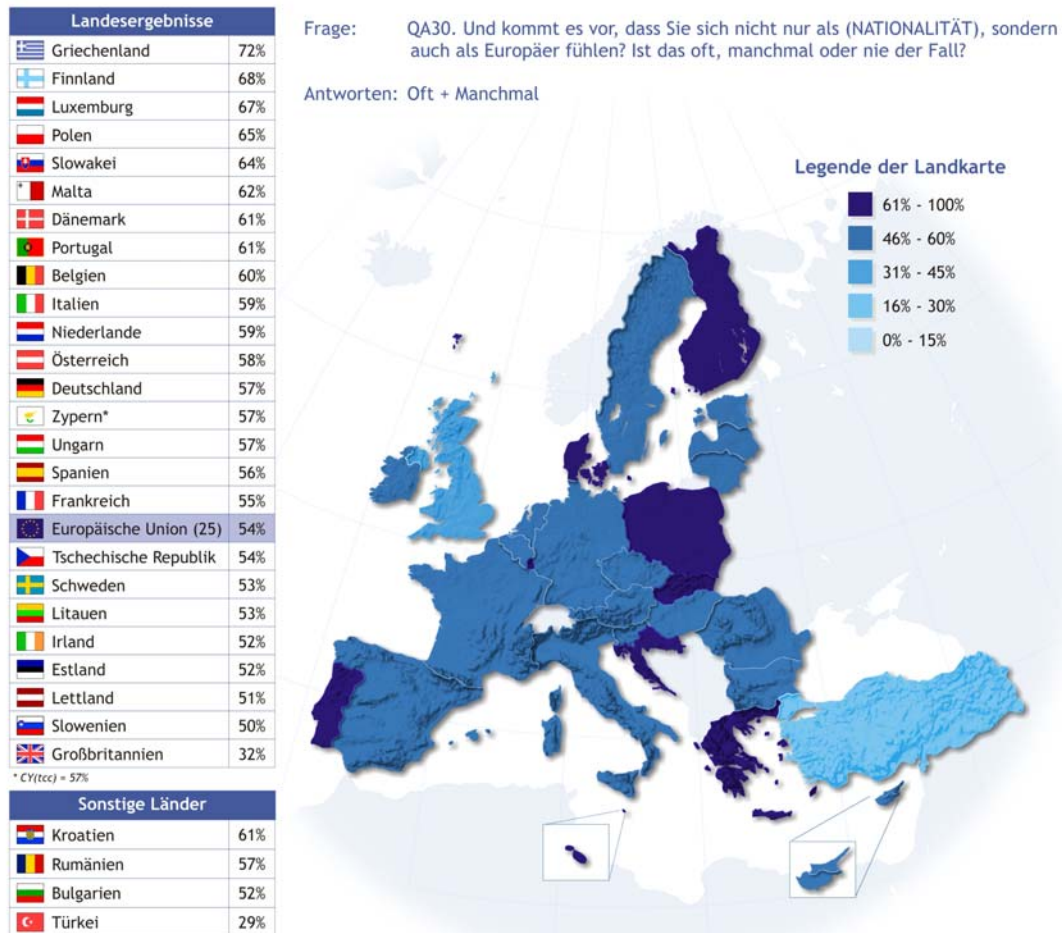 Landesergebnisse
Griechenland 72%
Finnland 68%
Luxemburg 67%
Polen 65%
Slowakei 64%
Malta 62%
Dänemark 61%
Portugal 61%
Belgien 60%
Italien 59%
Niederlande 59%
Österreich 58%
Deutschland 57%
Zypern* 57%
Ungarn 57%
Spanien 56%
Frankreich 55%
Europäische Union (25) 54%
Tschechische Republik 54%
Schweden 53%
Litauen 53%
Irland 52%
Estland 52%
Lettland 51%
Slowenien 50%
Großbritannien 32%
* CY(tcc) = 57%
Sonstige Länder
Kroatien 61%
Rumänien 57%
Bulgarien 52%
Türkei 29%
Frage: QA30. Und kommt es vor, dass Sie sich nicht nur als (NATIONALITÄT), sondern
auch als Europäer fühlen? Ist das oft, manchmal oder nie der Fall?
Antworten: Oft + Manchmal
Legende der Landkarte
61% - 100%
46% - 60%
31% - 45%
16% - 30%
0% - 15%